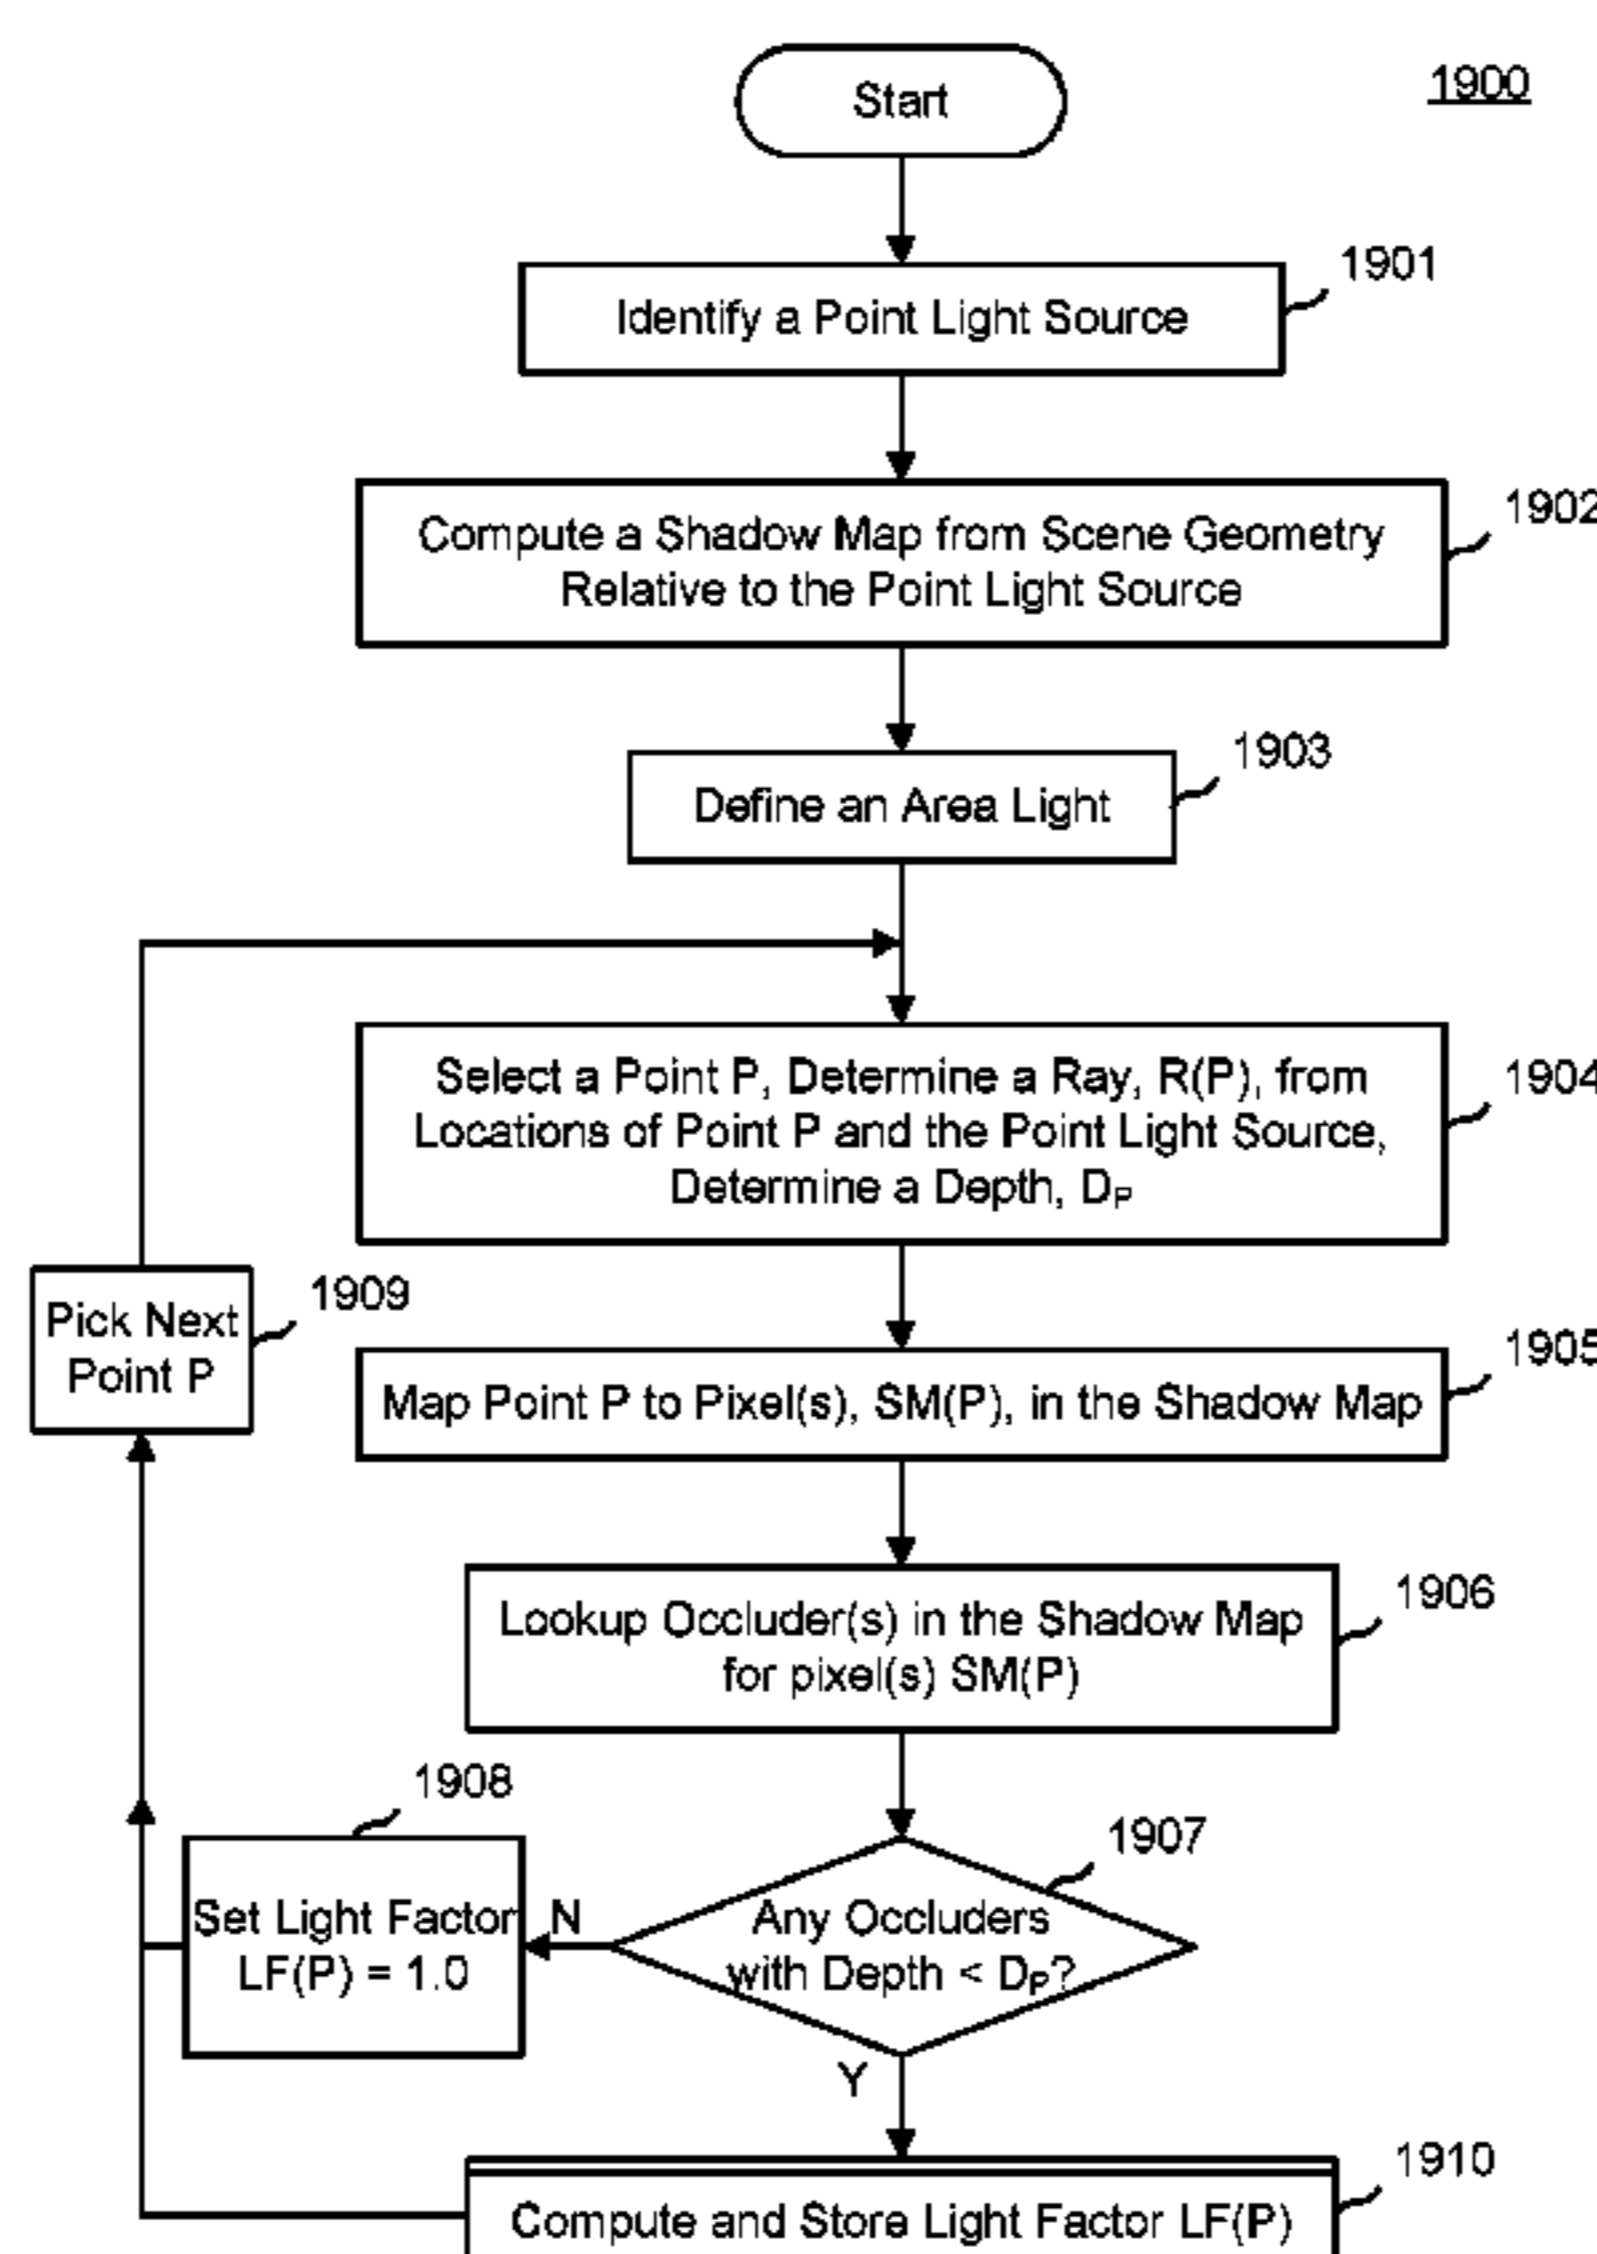 Start
1900
1901
Identify a Point Light Source
1902
Compute a Shadow Map from Scene Geometry
Relative to the Point Light Source
1903
Define an Area Light
1904
Select a Point P, Determine a Ray, R(P), from
Locations of Point P and the Point Light Source,
Determine a Depth, Dₚ
1909
Pick Next
Point P
1905
Map Point P to Pixel(s), SM(P), in the Shadow Map
1906
Lookup Occluder(s) in the Shadow Map
for pixel(s) SM(P)
1907
Any Occluders
with Depth < Dₚ?
N
1908
Set Light Factor
LF(P) = 1.0
Y
1910
Compute and Store Light Factor LF(P)